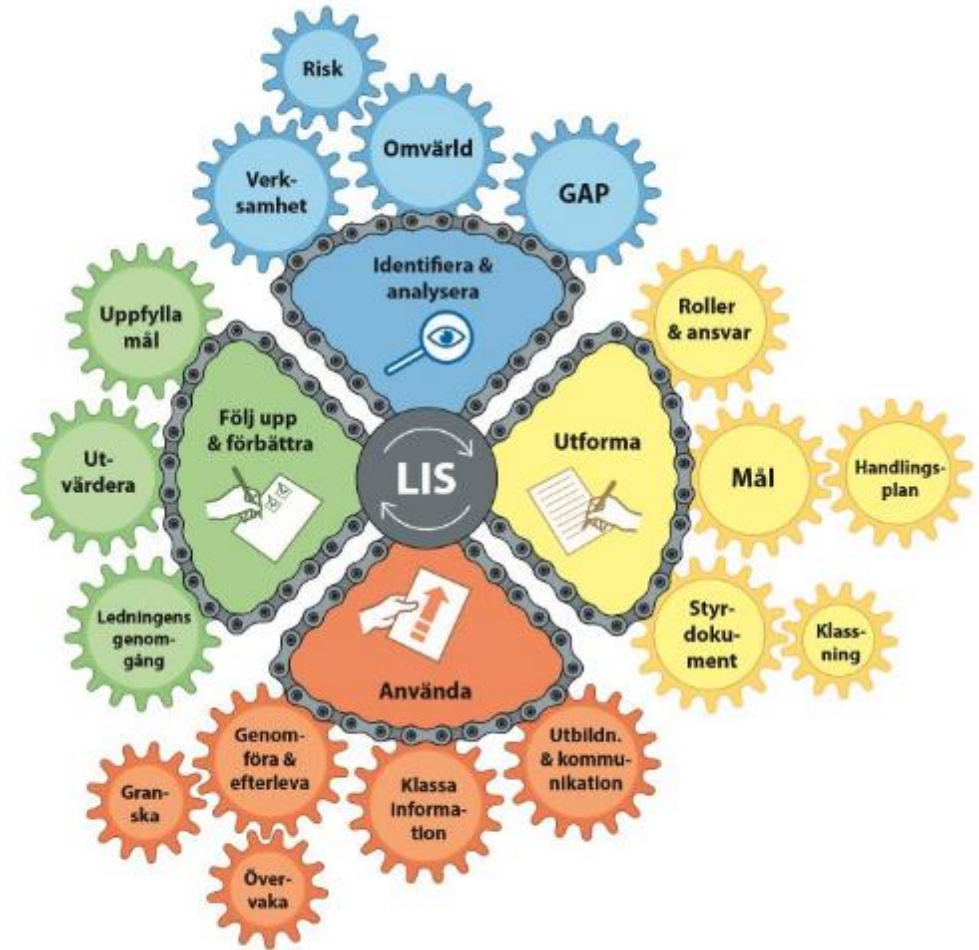 Risk
Omvärld
Verk-
samhet
GAP
Identifiera &
analysera
Uppfylla
mål
Roller
& ansvar
Följ upp
& förbättra
Utforma
LIS
Ut-
värdera
Mål
Handlings-
plan
Ledningens
genom-
gång
Styr-
doku-
ment
Klass-
ning
Använda
Genom-
föra &
efterleva
Utbildn.
& kommu-
nikation
Gran-
ska
Klassa
informa-
tion
Över-
vaka